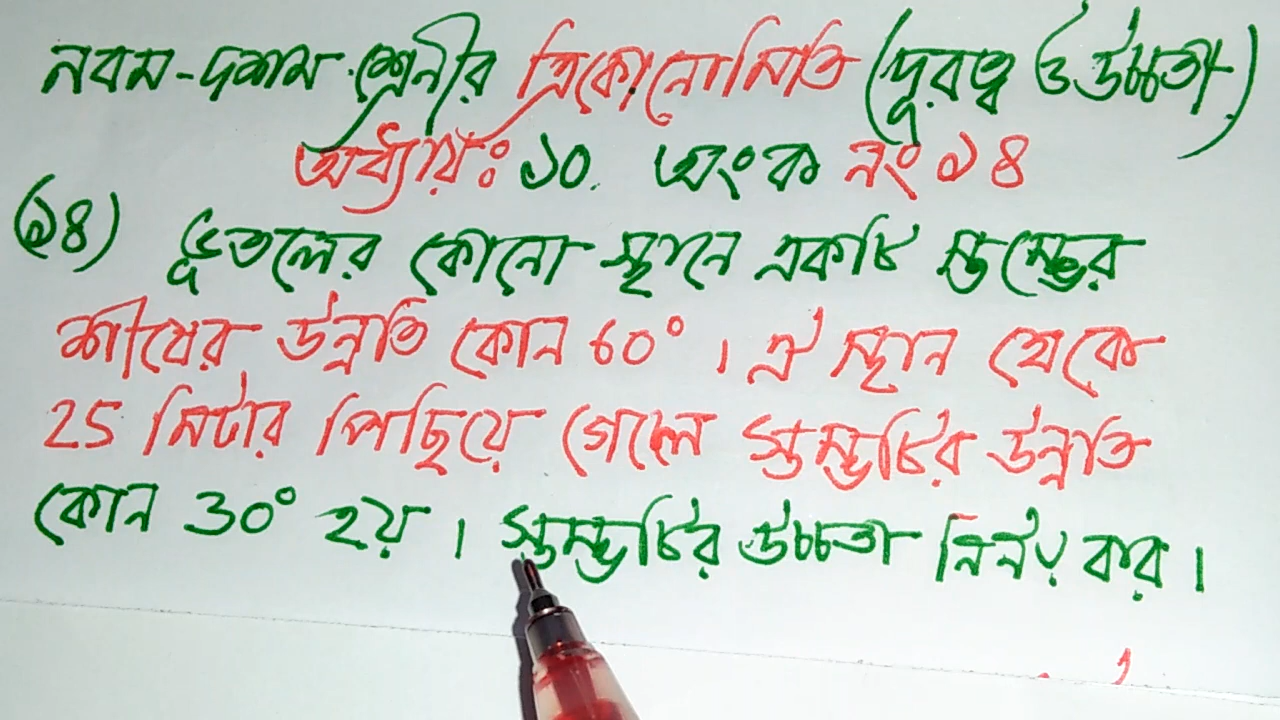 নবম-দশম শ্রেনীর ত্রিকোনোমিতি (দূরত্ব ও উচ্চতা)
অধ্যায়ঃ ১০. অংক নং ১৪
(১৪) ভূতলের কোনো স্থানে একটি স্তম্ভের
শীষের উন্নতি কোন 60°। ঐ স্থান থেকে
25 মিটার পিছিয়ে গেলে স্তম্ভটির উন্নতি
কোন 30° হয়। স্তম্ভটির উচ্চতা নির্নয় কর।